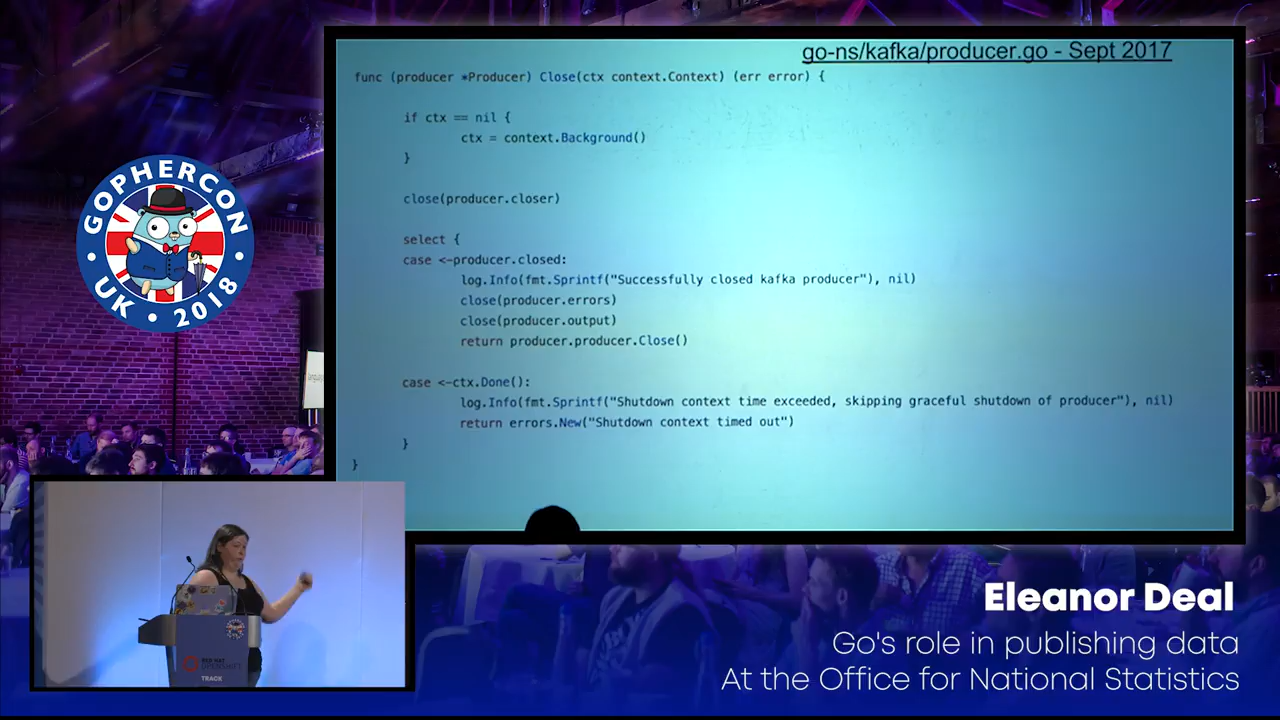 go-ns/kafka/producer.go - Sept 2017
func (producer *Producer) Close(ctx context.Context) (err error) {
if ctx == nil {
ctx = context.Background()
}
close(producer.closer)
select {
case <-producer.closed:
log.Info(fmt.Sprintf("Successfully closed kafka producer"), nil)
close(producer.errors)
close(producer.output)
return producer.producer.Close()
case <-ctx.Done():
log.Info(fmt.Sprintf("Shutdown context time exceeded, skipping graceful shutdown of producer"), nil)
return errors.New("Shutdown context timed out")
}
}
GOPHERCON
UK • 2018
TRACK
Eleanor Deal
Go's role in publishing data
At the Office for National Statistics